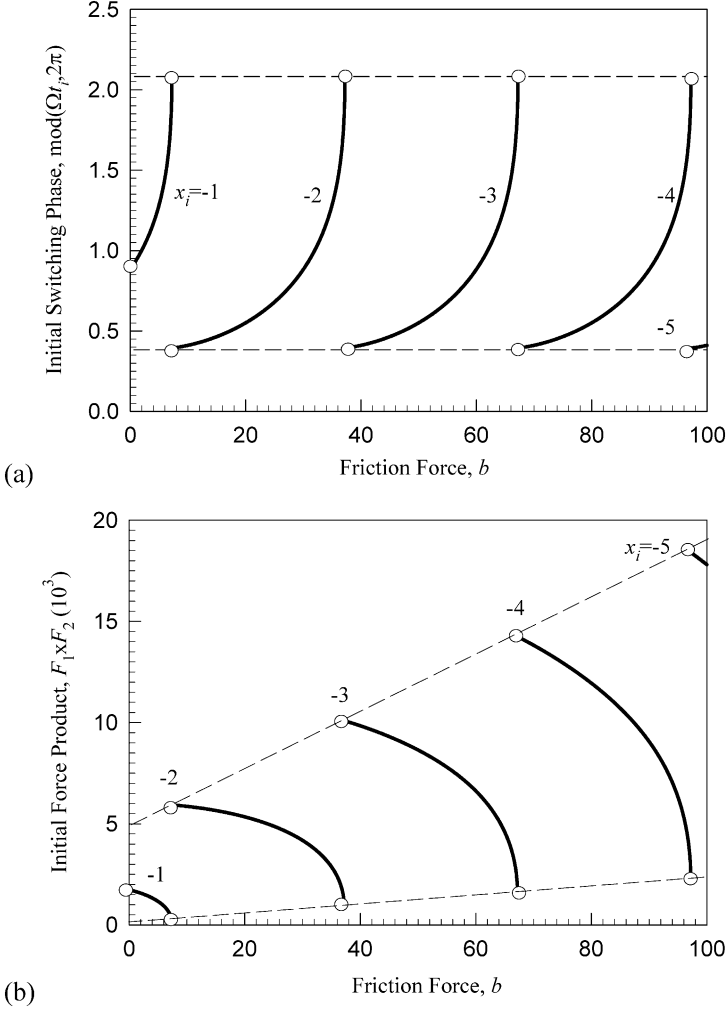 2.5
2.0
1.5
1.0
0.5
0.0
Initial Switching Phase, mod(Ωtᵢ,2π)
xᵢ=-1
-2
-3
-4
-5
0 20 40 60 80 100
Friction Force, b
(a)
20
15
10
5
0
Initial Force Product, F₁xF₂ (10³)
xᵢ=-5
-4
-3
-2
-1
0 20 40 60 80 100
Friction Force, b
(b)